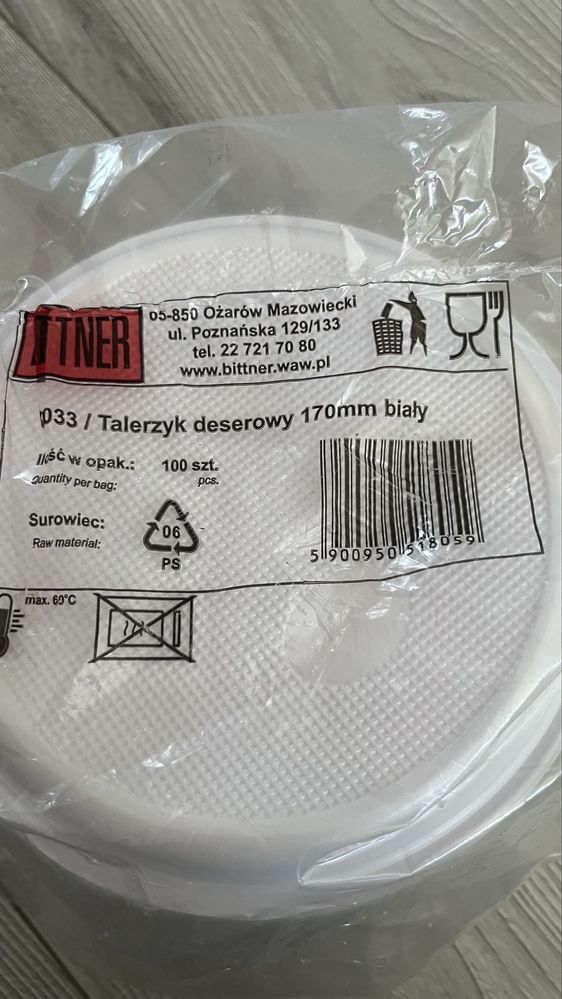 05-850 Ożarów Mazowiecki
ul. Poznańska 129/133
tel. 22 721 70 80
www.bittner.waw.pl
033 / Talerzyk deserowy 170mm biały
Ilość w opak.: 100 szt.
Quantity per bag: pcs.
Surowiec:
Raw material:
06
PS
5 900950 518059
max. 60°C